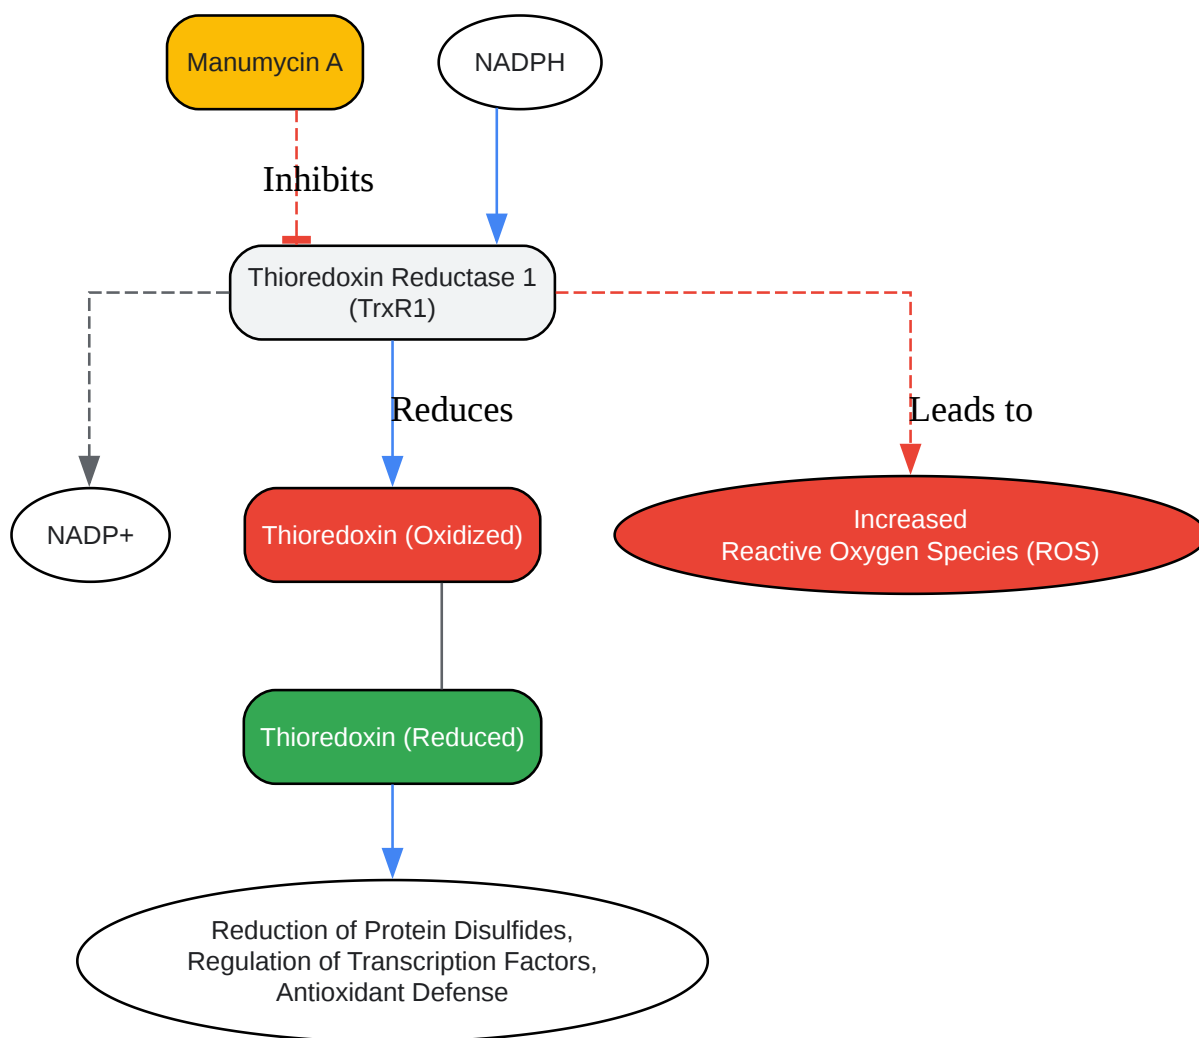 Manumycin A
NADPH
Inhibits
Thioredoxin Reductase 1
(TrxR1)
Reduces
Leads to
NADP+
Thioredoxin (Oxidized)
Increased
Reactive Oxygen Species (ROS)
Thioredoxin (Reduced)
Reduction of Protein Disulfides,
Regulation of Transcription Factors,
Antioxidant Defense